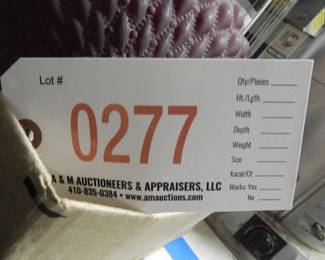 Lot #
0277
A & M AUCTIONEERS & APPRAISERS, LLC
410-835-0384 • www.amauctions.com
Qty/Pieces
Ht./Lgth.
Width
Depth
Weight
Size
Karat/Ct
Works: Yes
No